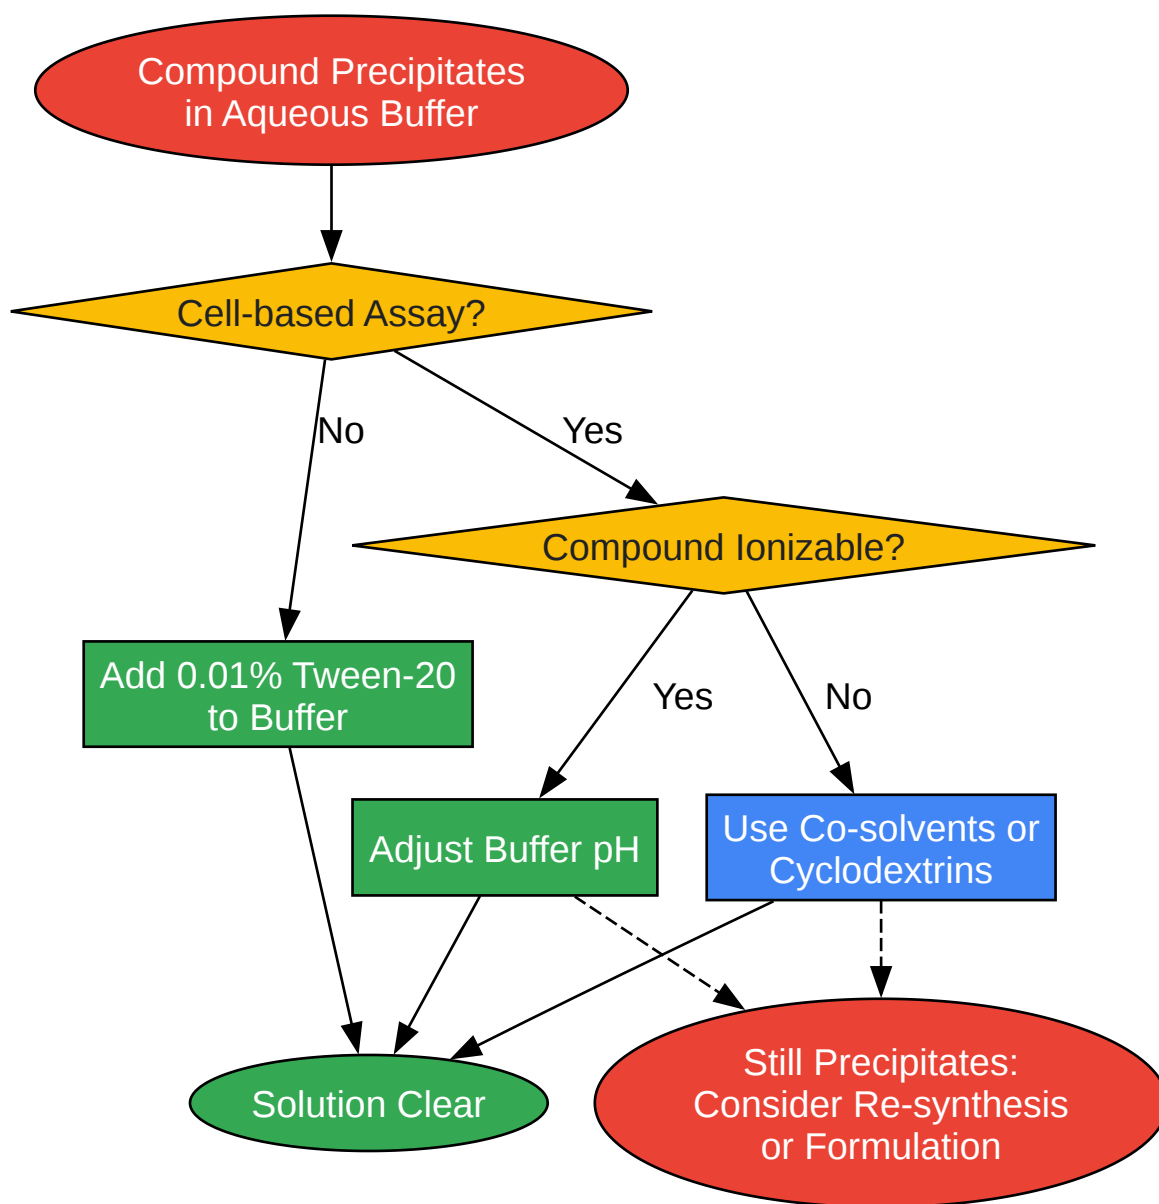 Compound Precipitates
in Aqueous Buffer
Cell-based Assay?
No
Yes
Compound Ionizable?
Add 0.01% Tween-20
to Buffer
Yes
No
Adjust Buffer pH
Use Co-solvents or
Cyclodextrins
Solution Clear
Still Precipitates:
Consider Re-synthesis
or Formulation